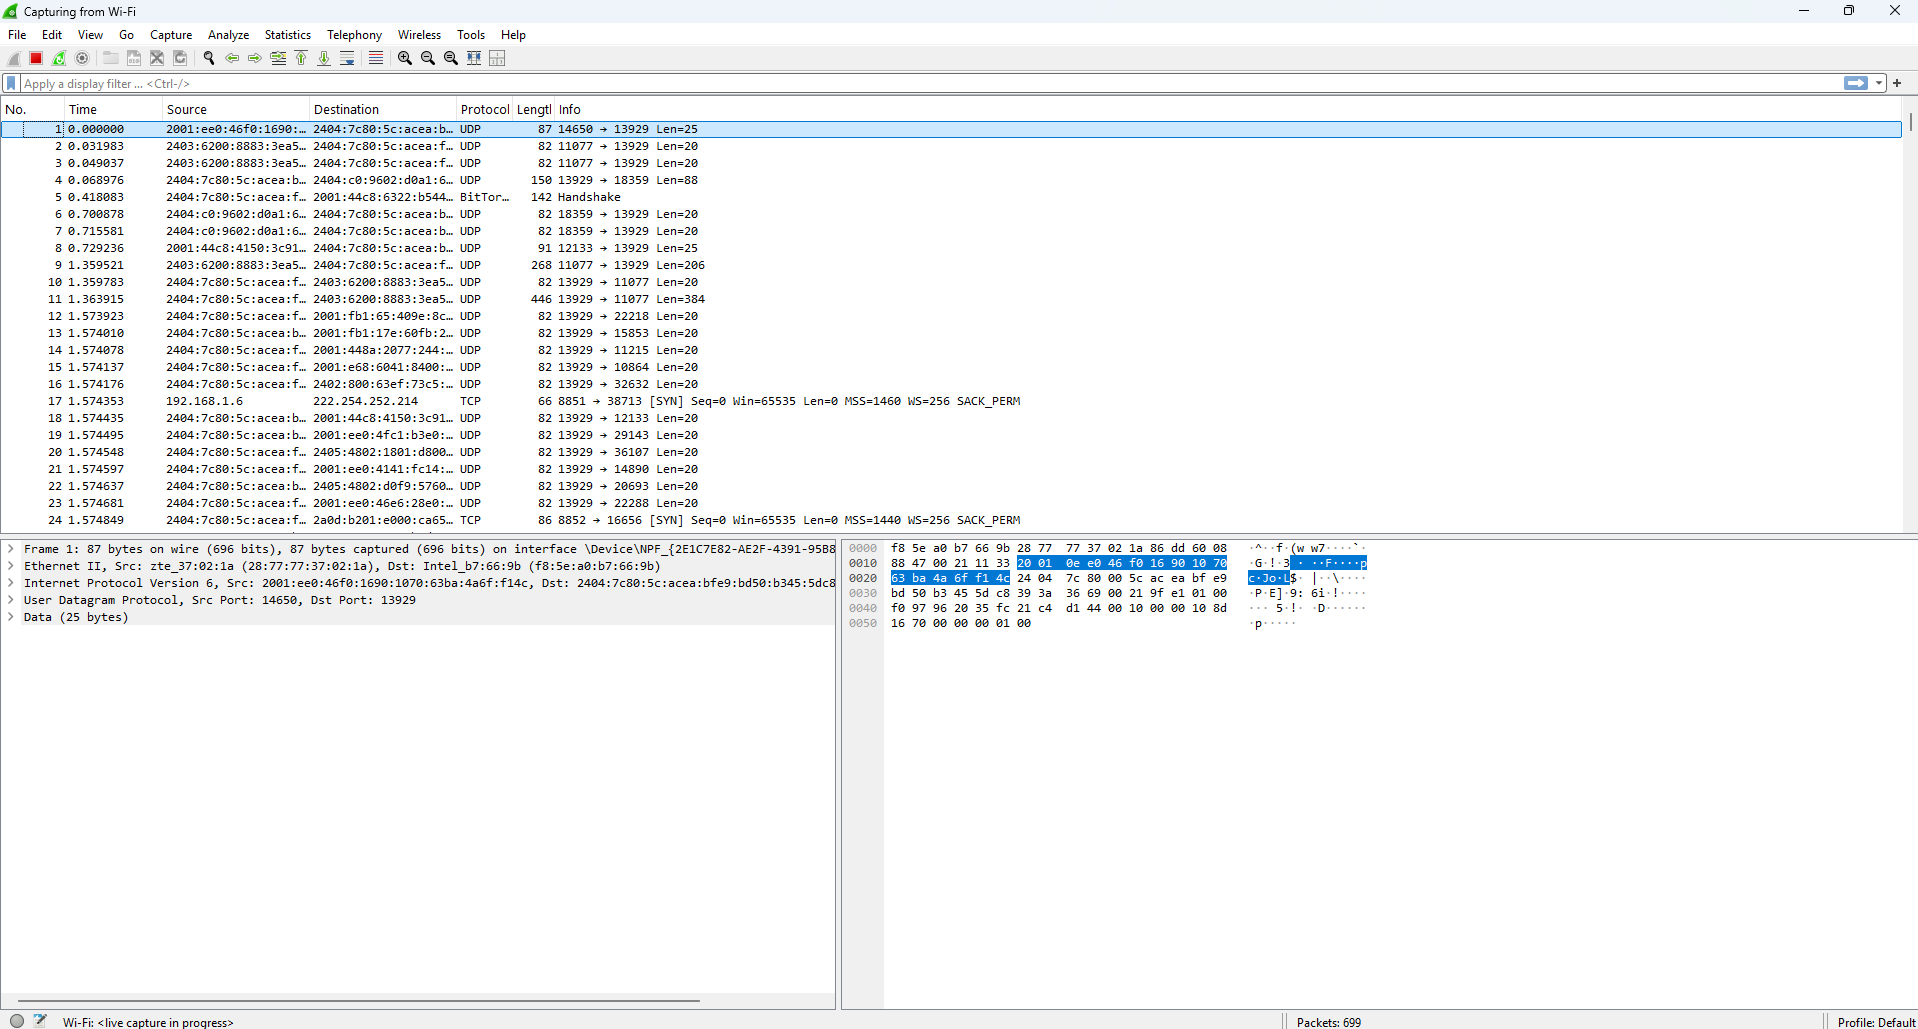 Capturing from Wi-Fi
File Edit View Go Capture Analyze Statistics Telephony Wireless Tools Help
Apply a display filter ... <Ctrl-/>
No. Time Source Destination Protocol Lengtl Info
1 0.000000 2001:ee0:46f0:1690:… 2404:7c80:5c:acea:b… UDP 87 14650 → 13929 Len=25
2 0.031983 2403:6200:8883:3ea5… 2404:7c80:5c:acea:f… UDP 82 11077 → 13929 Len=20
3 0.049037 2403:6200:8883:3ea5… 2404:7c80:5c:acea:f… UDP 82 11077 → 13929 Len=20
4 0.068976 2404:7c80:5c:acea:b… 2404:c0:9602:d0a1:6… UDP 150 13929 → 18359 Len=88
5 0.418083 2404:7c80:5c:acea:f… 2001:44c8:6322:b544… BitTor… 142 Handshake
6 0.700878 2404:c0:9602:d0a1:6… 2404:7c80:5c:acea:b… UDP 82 18359 → 13929 Len=20
7 0.715581 2404:c0:9602:d0a1:6… 2404:7c80:5c:acea:b… UDP 82 18359 → 13929 Len=20
8 0.729236 2001:44c8:4150:3c91… 2404:7c80:5c:acea:b… UDP 91 12133 → 13929 Len=25
9 1.359521 2403:6200:8883:3ea5… 2404:7c80:5c:acea:f… UDP 268 11077 → 13929 Len=206
10 1.359783 2404:7c80:5c:acea:f… 2403:6200:8883:3ea5… UDP 82 13929 → 11077 Len=20
11 1.363915 2404:7c80:5c:acea:f… 2403:6200:8883:3ea5… UDP 446 13929 → 11077 Len=384
12 1.573923 2404:7c80:5c:acea:f… 2001:fb1:65:409e:8c… UDP 82 13929 → 22218 Len=20
13 1.574010 2404:7c80:5c:acea:b… 2001:fb1:17e:60fb:2… UDP 82 13929 → 15853 Len=20
14 1.574078 2404:7c80:5c:acea:f… 2001:448a:2077:244:… UDP 82 13929 → 11215 Len=20
15 1.574137 2404:7c80:5c:acea:f… 2001:e68:6041:8400:… UDP 82 13929 → 10864 Len=20
16 1.574176 2404:7c80:5c:acea:f… 2402:800:63ef:73c5:… UDP 82 13929 → 32632 Len=20
17 1.574353 192.168.1.6 222.254.252.214 TCP 66 8851 → 38713 [SYN] Seq=0 Win=65535 Len=0 MSS=1460 WS=256 SACK_PERM
18 1.574435 2404:7c80:5c:acea:b… 2001:44c8:4150:3c91… UDP 82 13929 → 12133 Len=20
19 1.574495 2404:7c80:5c:acea:b… 2001:ee0:4fc1:b3e0:… UDP 82 13929 → 29143 Len=20
20 1.574548 2404:7c80:5c:acea:f… 2405:4802:1801:d800… UDP 82 13929 → 36107 Len=20
21 1.574597 2404:7c80:5c:acea:f… 2001:ee0:4141:fc14:… UDP 82 13929 → 14890 Len=20
22 1.574637 2404:7c80:5c:acea:b… 2405:4802:d0f9:5760… UDP 82 13929 → 20693 Len=20
23 1.574681 2404:7c80:5c:acea:f… 2001:ee0:46e6:28e0:… UDP 82 13929 → 22288 Len=20
24 1.574849 2404:7c80:5c:acea:f… 2a0d:b201:e000:ca65… TCP 86 8852 → 16656 [SYN] Seq=0 Win=65535 Len=0 MSS=1440 WS=256 SACK_PERM
Frame 1: 87 bytes on wire (696 bits), 87 bytes captured (696 bits) on interface \Device\NPF_{2E1C7E82-AE2F-4391-95B8
Ethernet II, Src: zte_37:02:1a (28:77:77:37:02:1a), Dst: Intel_b7:66:9b (f8:5e:a0:b7:66:9b)
Internet Protocol Version 6, Src: 2001:ee0:46f0:1690:1070:63ba:4a6f:f14c, Dst: 2404:7c80:5c:acea:bfe9:bd50:b345:5dc8
User Datagram Protocol, Src Port: 14650, Dst Port: 13929
Data (25 bytes)
0000 f8 5e a0 b7 66 9b 28 77 77 37 02 1a 86 dd 60 08 ·^··f·(w w7····`·
0010 88 47 00 21 11 33 20 01 0e e0 46 f0 16 90 10 70 ·G·!·3 · ··F····p
0020 63 ba 4a 6f f1 4c 24 04 7c 80 00 5c ac ea bf e9 c·Jo·L$· |··\····
0030 bd 50 b3 45 5d c8 39 3a 36 69 00 21 9f e1 01 00 ·P·E]·9: 6i·!····
0040 f0 97 96 20 35 fc 21 c4 d1 44 00 10 00 00 10 8d ··· 5·!· ·D······
0050 16 70 00 00 00 01 00 ·p·····
Wi-Fi: <live capture in progress> Packets: 699 Profile: Default